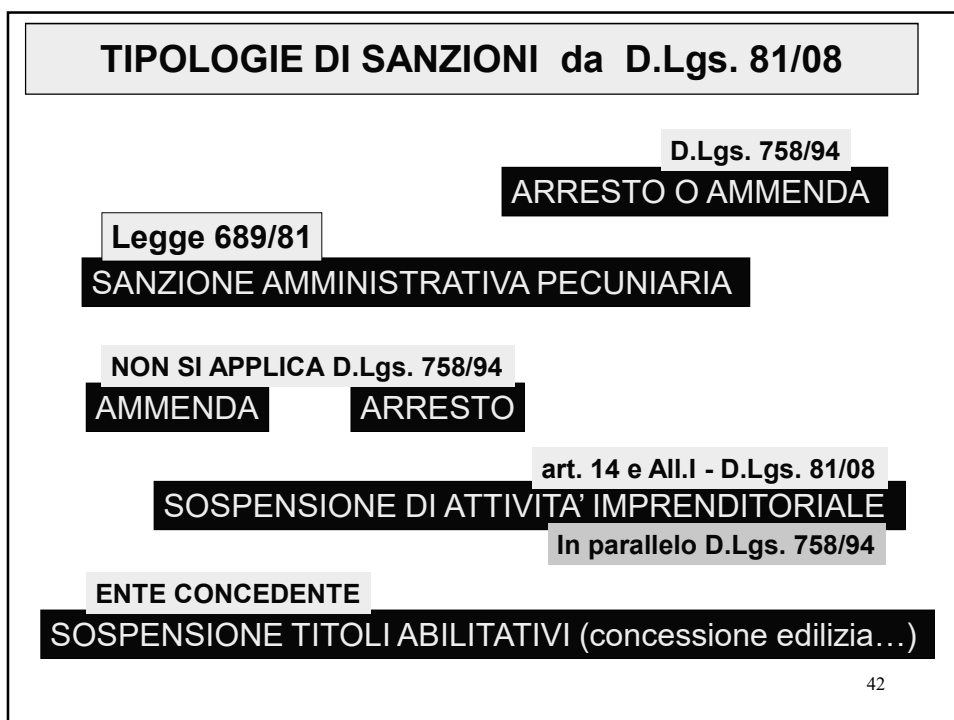 TIPOLOGIE DI SANZIONI da D.Lgs. 81/08
D.Lgs. 758/94
ARRESTO O AMMENDA
Legge 689/81
SANZIONE AMMINISTRATIVA PECUNIARIA
NON SI APPLICA D.Lgs. 758/94
AMMENDA ARRESTO
art. 14 e All.I - D.Lgs. 81/08
SOSPENSIONE DI ATTIVITA’ IMPRENDITORIALE
In parallelo D.Lgs. 758/94
ENTE CONCEDENTE
SOSPENSIONE TITOLI ABILITATIVI (concessione edilizia…)
42